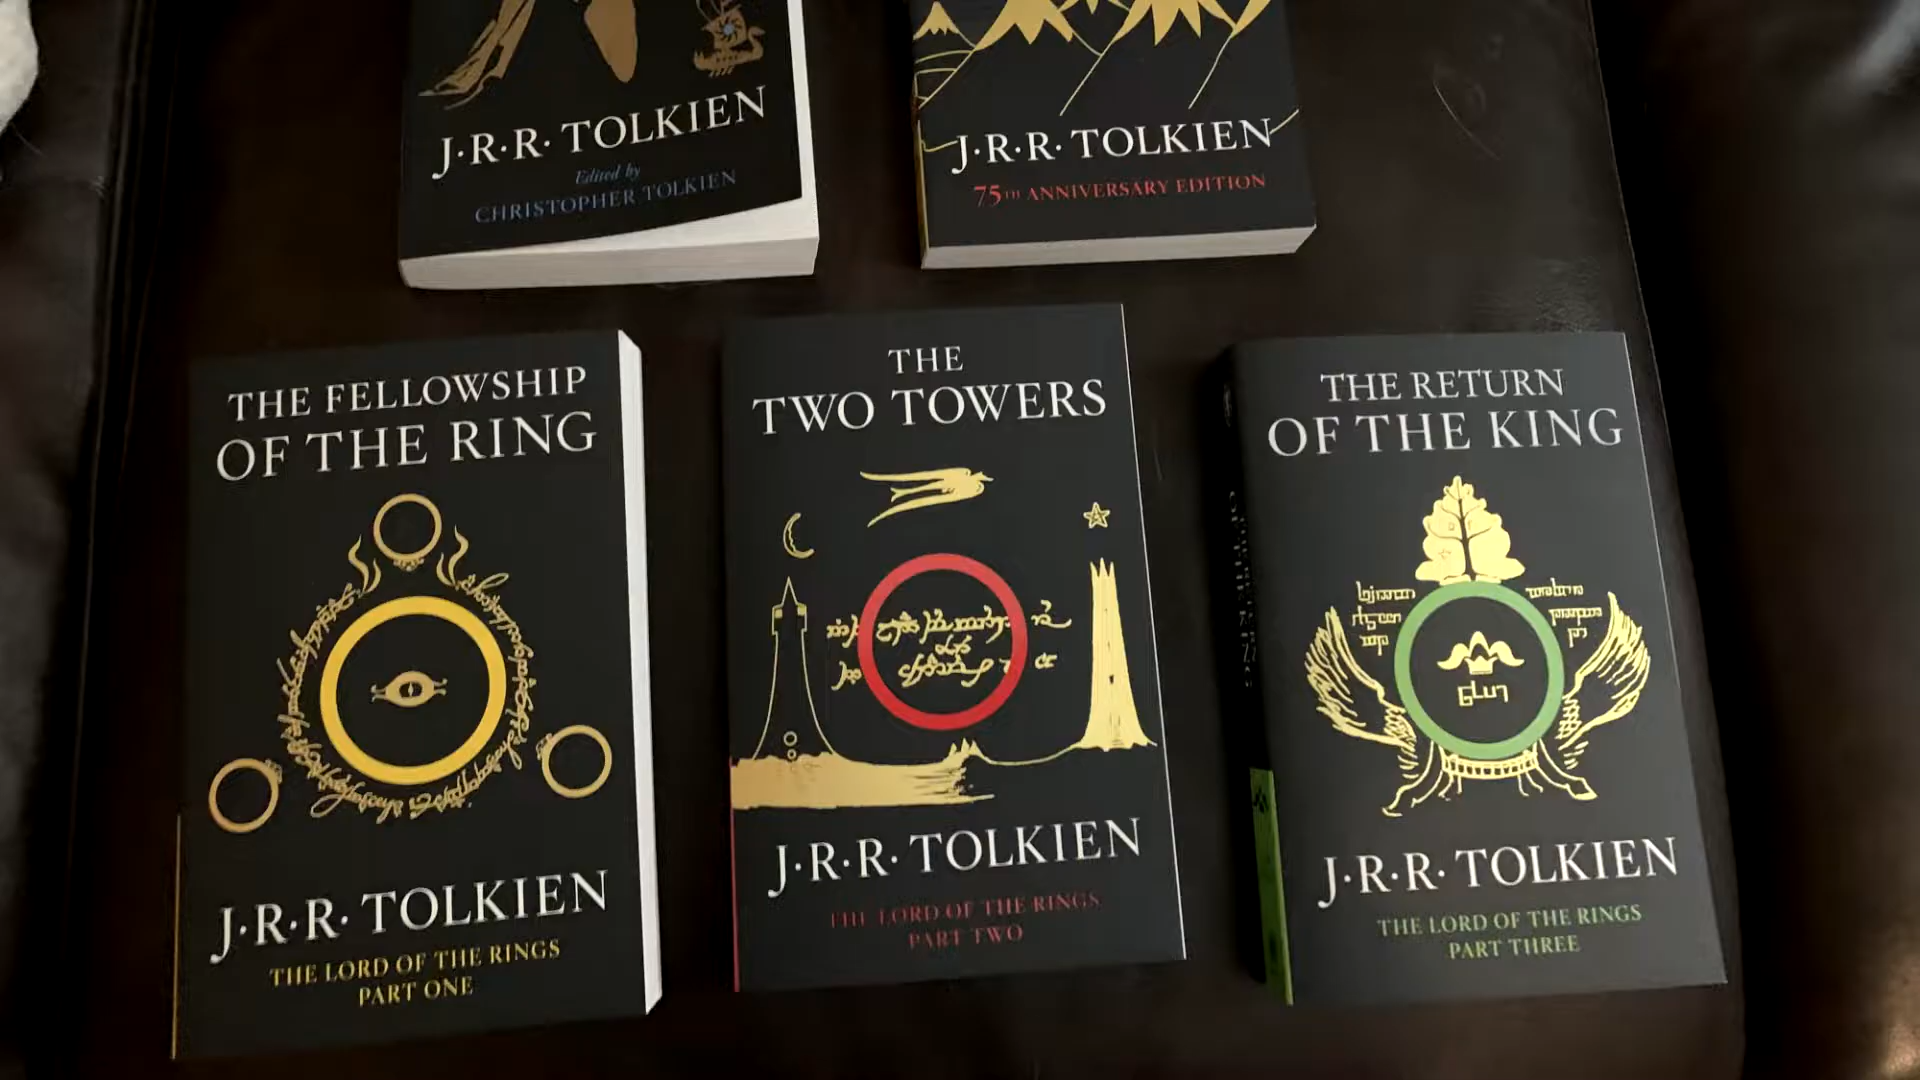 J·R·R· TOLKIEN
Edited by
CHRISTOPHER TOLKIEN
J·R·R· TOLKIEN
75TH ANNIVERSARY EDITION
THE FELLOWSHIP
OF THE RING
J·R·R· TOLKIEN
THE LORD OF THE RINGS
PART ONE
THE
TWO TOWERS
J·R·R· TOLKIEN
THE LORD OF THE RINGS
PART TWO
THE RETURN
OF THE KING
J·R·R· TOLKIEN
THE LORD OF THE RINGS
PART THREE